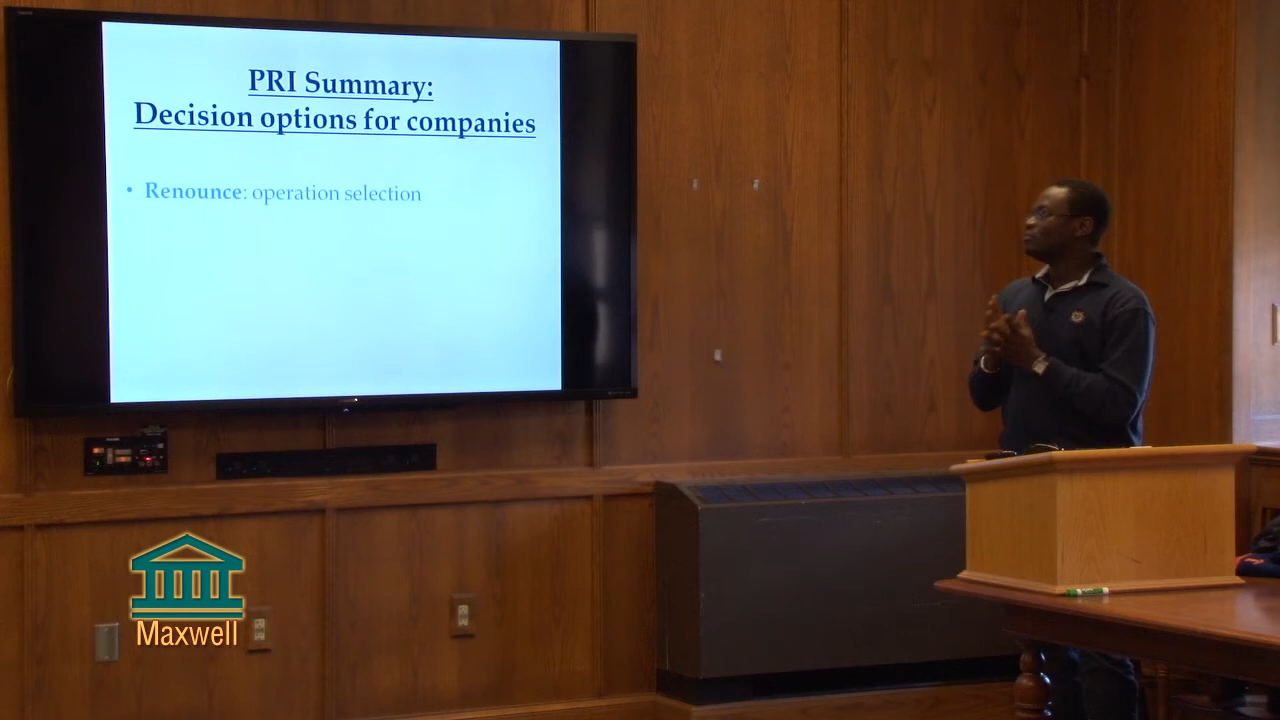 PRI Summary:
Decision options for companies
• Renounce: operation selection
Maxwell